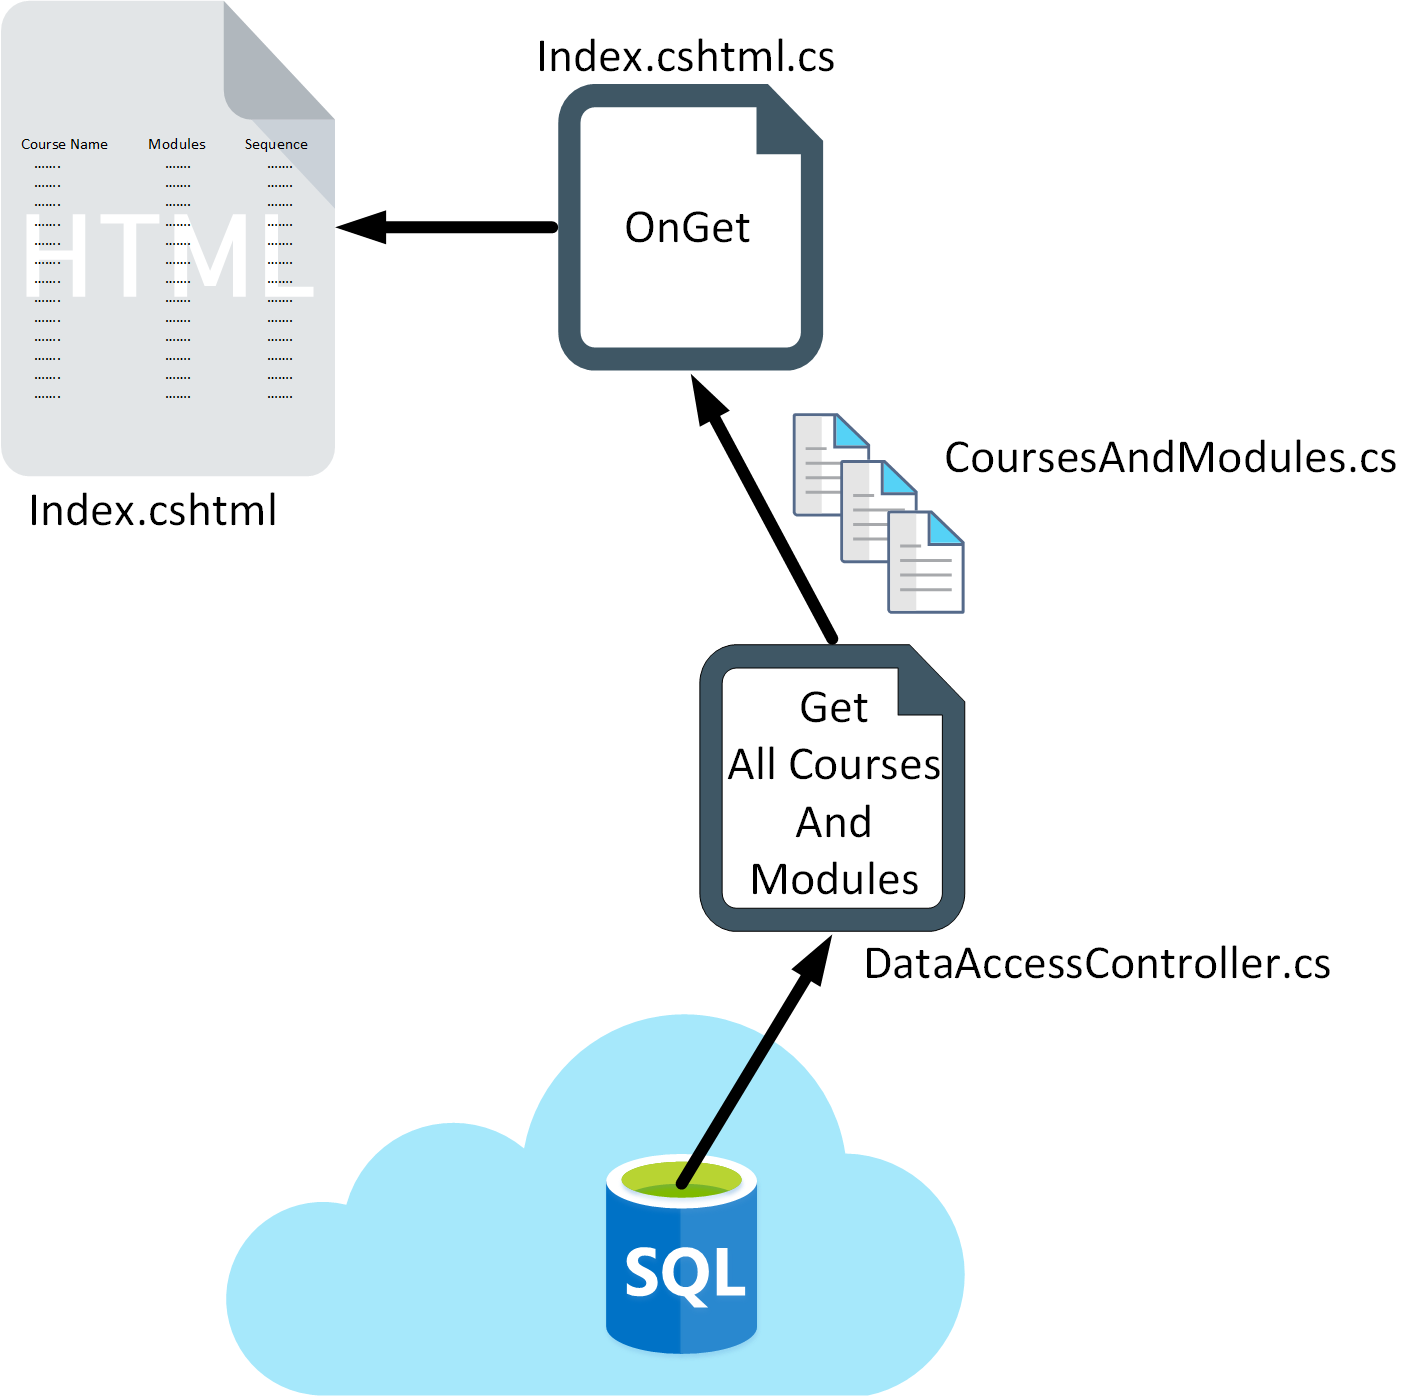 Index.cshtml.cs
Course Name Modules Sequence
....... ....... .......
....... ....... .......
....... ....... .......
....... ....... .......
....... ....... .......
....... ....... .......
....... ....... .......
....... ....... .......
....... ....... .......
....... ....... .......
....... ....... .......
....... ....... .......
....... ....... .......
HTML
OnGet
Index.cshtml
CoursesAndModules.cs
Get
All Courses
And
Modules
DataAccessController.cs
SQL